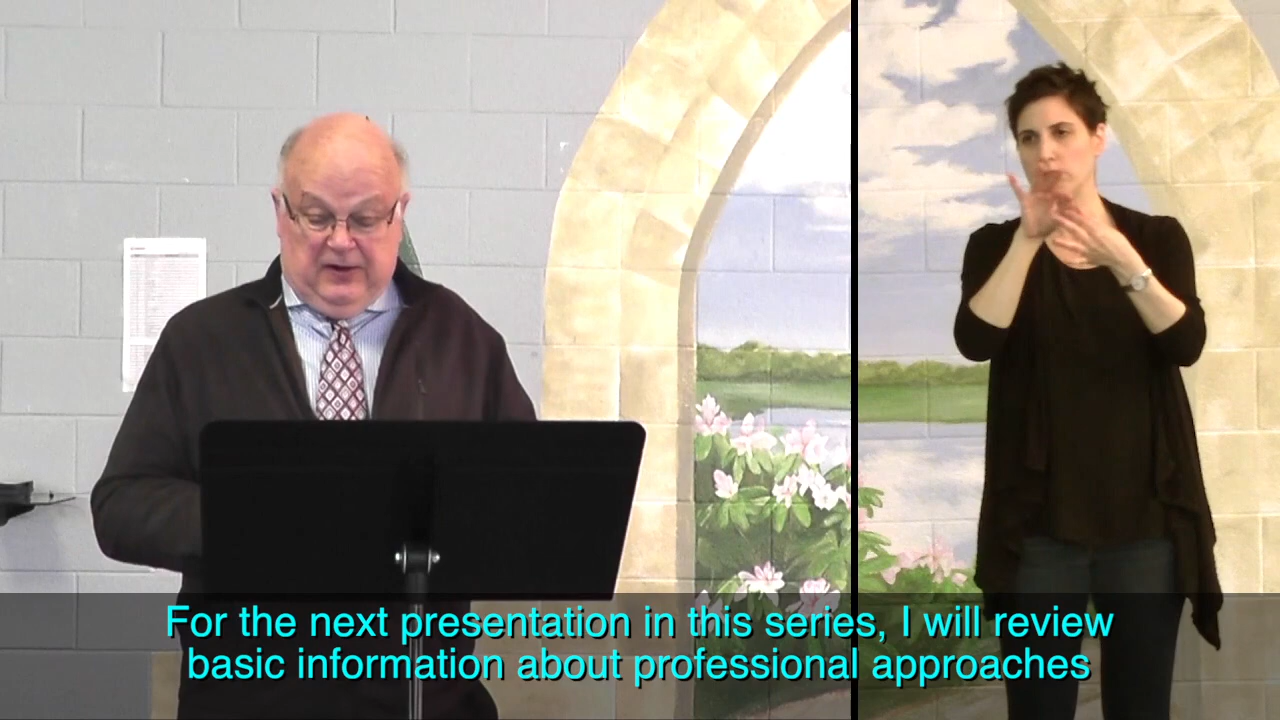 For the next presentation in this series, I will review
basic information about professional approaches